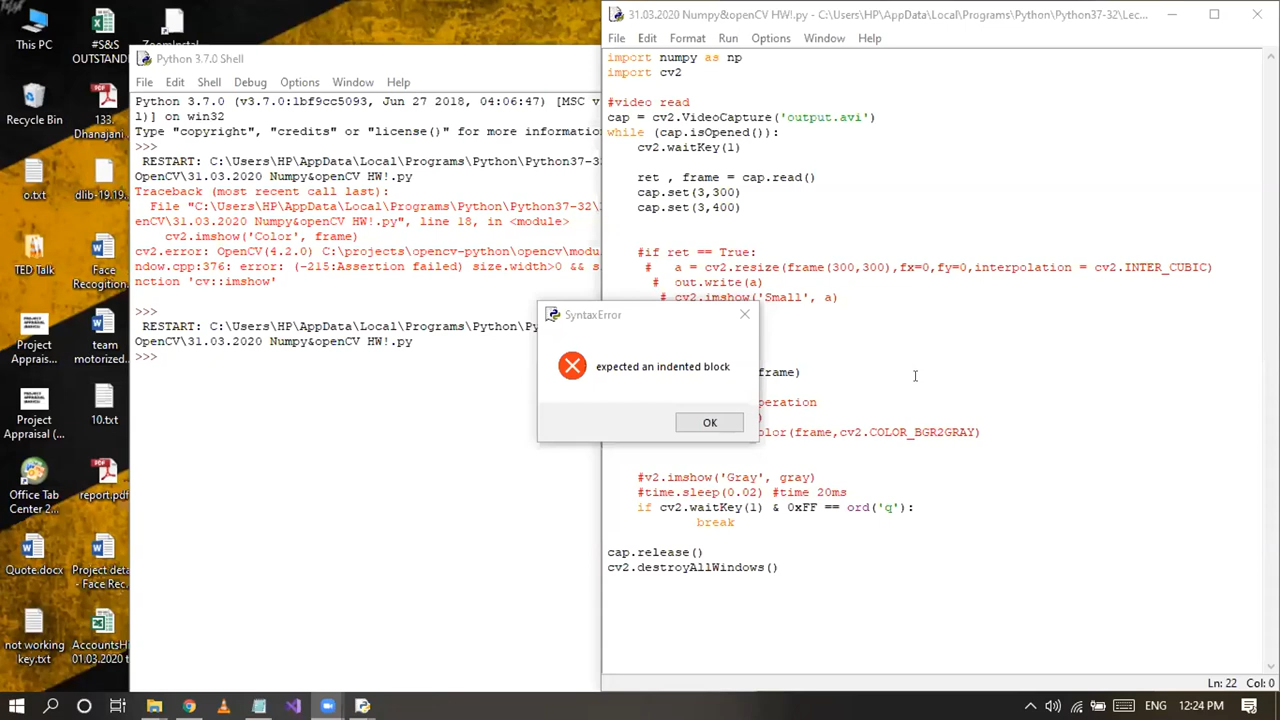 31.03.2020 Numpy&openCV HW!.py - C:\Users\HP\AppData\Local\Programs\Python\Python37-32\Lec...
File Edit Format Run Options Window Help
import numpy as np
import cv2
#video read
cap = cv2.VideoCapture('output.avi')
while (cap.isOpened()):
cv2.waitKey(1)
ret , frame = cap.read()
cap.set(3,300)
cap.set(3,400)
#if ret == True:
# a = cv2.resize(frame(300,300),fx=0,fy=0,interpolation = cv2.INTER_CUBIC)
# out.write(a)
# cv2.imshow('Small', a)
frame)
peration
)
olor(frame,cv2.COLOR_BGR2GRAY)
#v2.imshow('Gray', gray)
#time.sleep(0.02) #time 20ms
if cv2.waitKey(1) & 0xFF == ord('q'):
break
cap.release()
cv2.destroyAllWindows()
Ln: 22 Col: 0
Python 3.7.0 Shell
File Edit Shell Debug Options Window Help
Python 3.7.0 (v3.7.0:1bf9cc5093, Jun 27 2018, 04:06:47) [MSC v
l)] on win32
Type "copyright", "credits" or "license()" for more information
>>>
RESTART: C:\Users\HP\AppData\Local\Programs\Python\Python37-3
OpenCV\31.03.2020 Numpy&openCV HW!.py
Traceback (most recent call last):
File "C:\Users\HP\AppData\Local\Programs\Python\Python37-32\
enCV\31.03.2020 Numpy&openCV HW!.py", line 18, in <module>
cv2.imshow('Color', frame)
cv2.error: OpenCV(4.2.0) C:\projects\opencv-python\opencv\modu
ndow.cpp:376: error: (-215:Assertion failed) size.width>0 && s
nction 'cv::imshow'
>>>
RESTART: C:\Users\HP\AppData\Local\Programs\Python\Py
OpenCV\31.03.2020 Numpy&openCV HW!.py
>>>
SyntaxError
expected an indented block
OK
This PC
#S&S
OUTSTAND
ZoomInstal
Recycle Bin
133.
Dhanajani
o.txt
dlib-19.19.
TED Talk
Face
Recognition
Project
Apprais...
team
motorized
Project
Appraisal (...
10.txt
Office Tab
Center 2...
report.pdf
Quote.docx
Project deta
- Face Rec.
not working
key.txt
AccountsHi
01.03.2020 t
ENG
12:24 PM